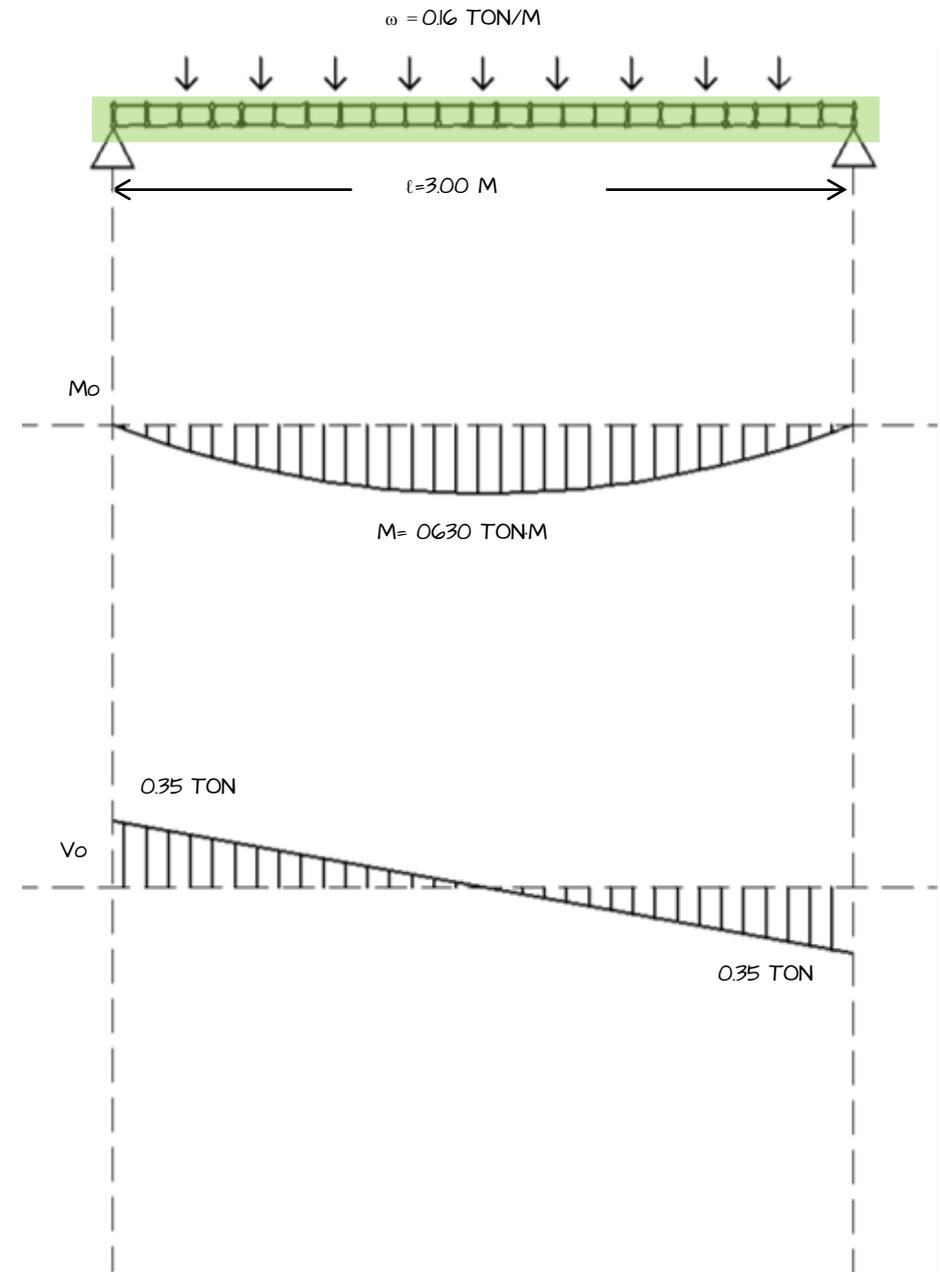 ω = 0.16 TON/M
ℓ=3.00 M
Mo
M= 0630 TON·M
0.35 TON
Vo
0.35 TON